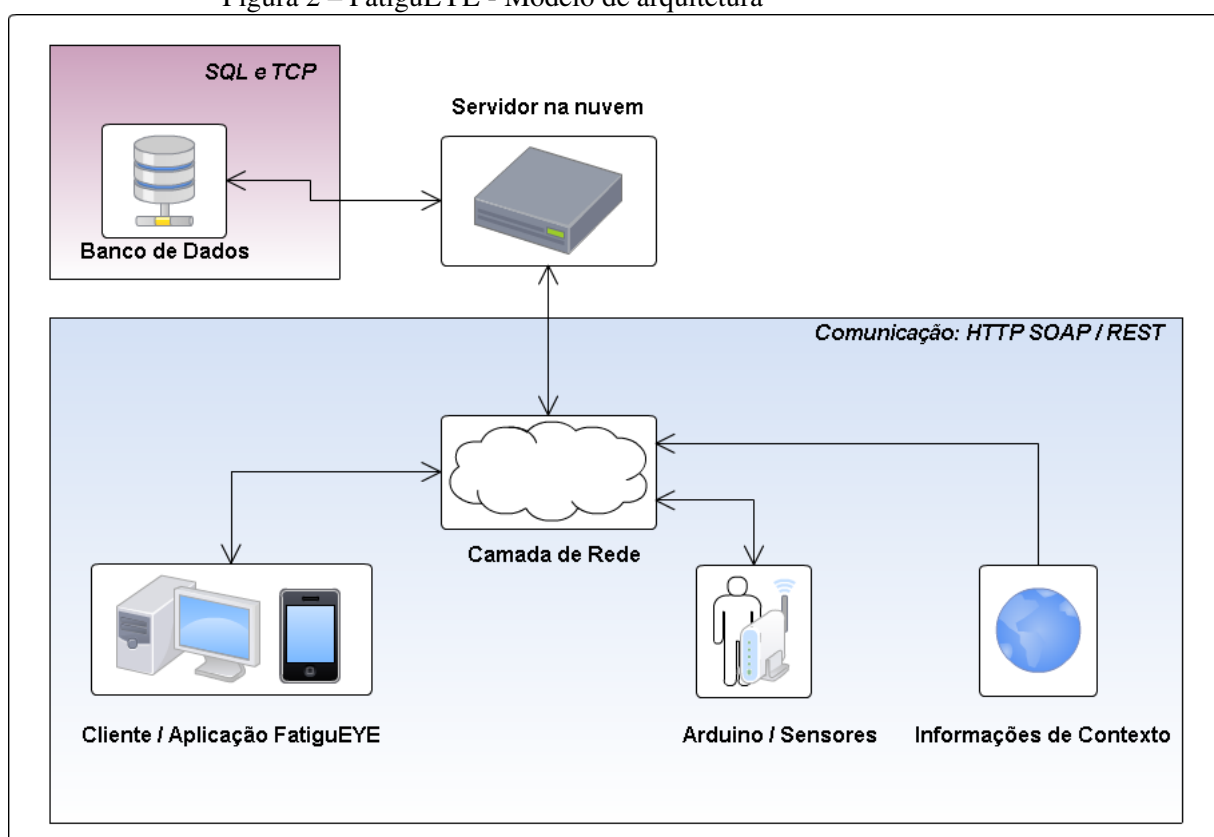 Figura 2 – FatiguEYE - Modelo de arquitetura
SQL e TCP
Servidor na nuvem
Banco de Dados
Comunicação: HTTP SOAP / REST
Camada de Rede
Cliente / Aplicação FatiguEYE
Arduino / Sensores
Informações de Contexto